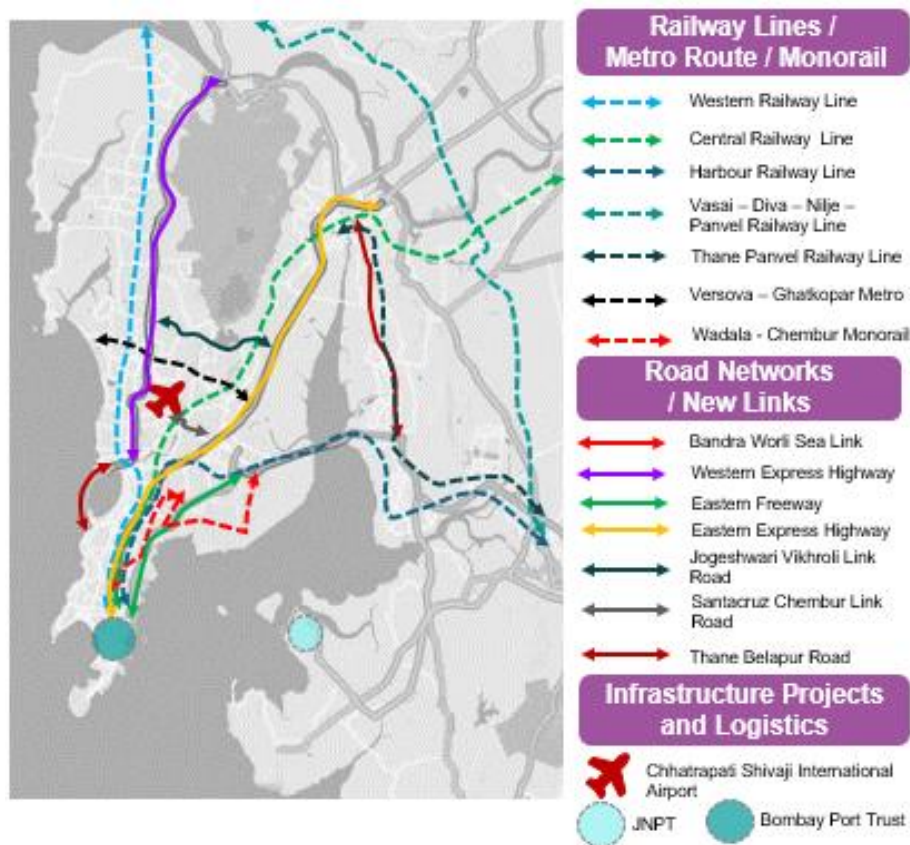 Railway Lines /
Metro Route / Monorail
Western Railway Line
Central Railway Line
Harbour Railway Line
Vasai – Diva – Nilje –
Panvel Railway Line
Thane Panvel Railway Line
Versova – Ghatkopar Metro
Wadala - Chembur Monorail
Road Networks
/ New Links
Bandra Worli Sea Link
Western Express Highway
Eastern Freeway
Eastern Express Highway
Jogeshwari Vikhroli Link
Road
Santacruz Chembur Link
Road
Thane Belapur Road
Infrastructure Projects
and Logistics
Chhatrapati Shivaji International
Airport
JNPT
Bombay Port Trust